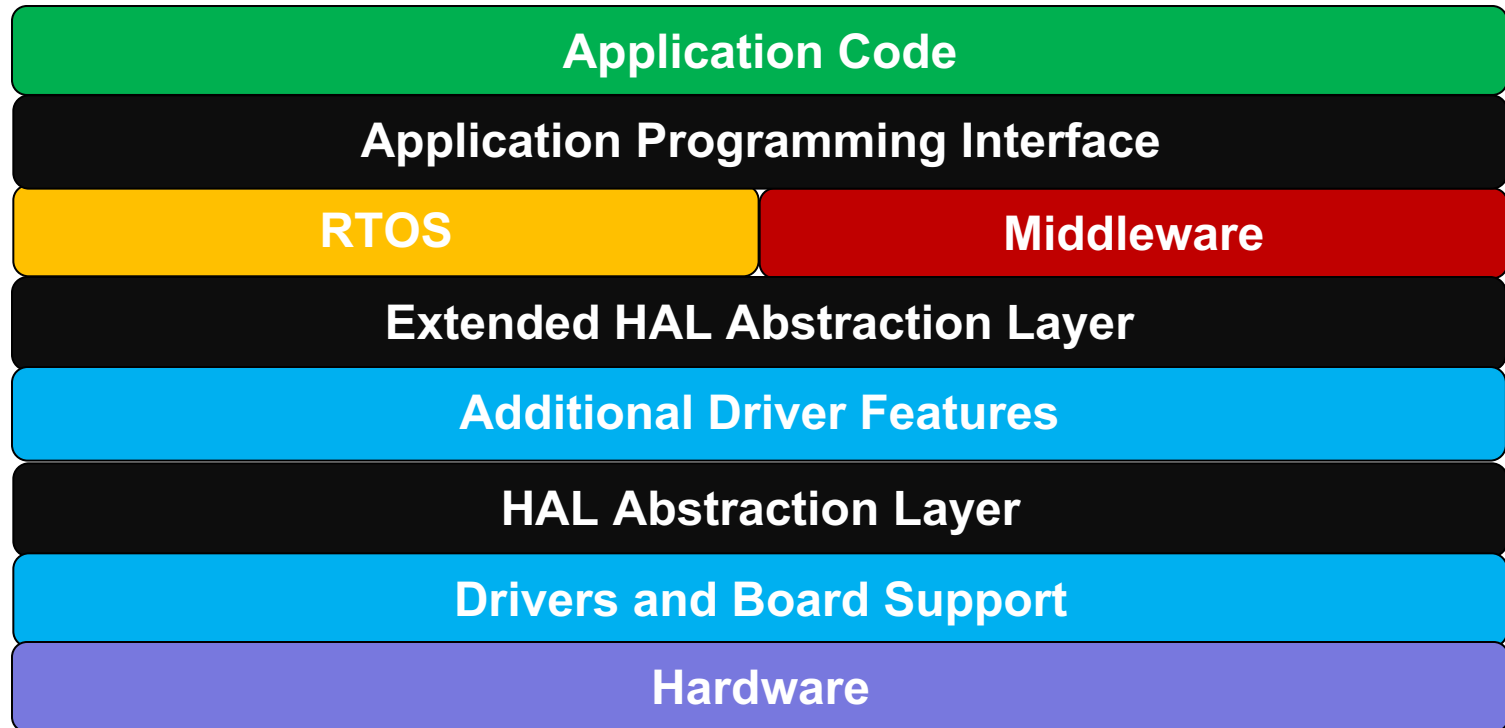 Application Code
Application Programming Interface
RTOS
Middleware
Extended HAL Abstraction Layer
Additional Driver Features
HAL Abstraction Layer
Drivers and Board Support
Hardware